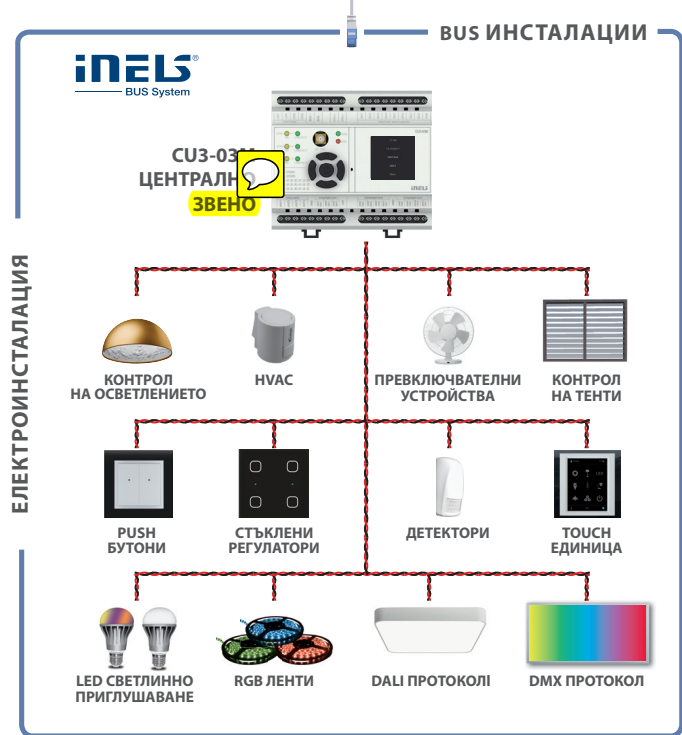 BUS ИНСТАЛАЦИИ
iNELS®
BUS System
ЦЕНТРАЛНО
ЗВЕНО
ЕЛЕКТРОИНСТАЛАЦИЯ
КОНТРОЛ
НА ОСВЕТЛЕНИЕТО
HVAC
ПРЕВКЛЮЧВАТЕЛНИ
УСТРОЙСТВА
КОНТРОЛ
НА ТЕНТИ
PUSH
БУТОНИ
СТЪКЛЕНИ
РЕГУЛАТОРИ
ДЕТЕКТОРИ
TOUCH
ЕДИНИЦА
LED СВЕТЛИННО
ПРИГЛУШАВАНЕ
RGB ЛЕНТИ
DALI ПРОТОКОЛІ
DMX ПРОТОКОЛ